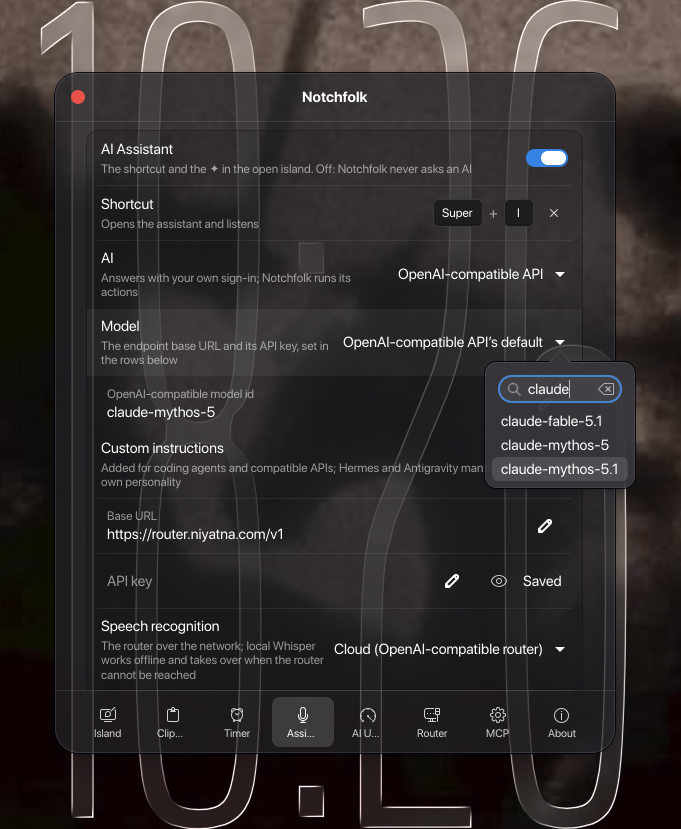 10:26
Notchfolk
AI Assistant
The shortcut and the ✦ in the open island. Off: Notchfolk never asks an AI
Shortcut
Opens the assistant and listens
Super + I ×
AI
Answers with your own sign-in; Notchfolk runs its
actions
OpenAI-compatible API
Model
The endpoint base URL and its API key, set in
the rows below
OpenAI-compatible API's default
claude
claude-fable-5.1
claude-mythos-5
claude-mythos-5.1
OpenAI-compatible model id
claude-mythos-5
Custom instructions
Added for coding agents and compatible APIs; Hermes and Antigravity man
own personality
Base URL
https://router.niyatna.com/v1
API key
Saved
Speech recognition
The router over the network; local Whisper
works offline and takes over when the router
cannot be reached
Cloud (OpenAI-compatible router)
Island
Clip...
Timer
Assi...
AI U...
Router
MCP
About